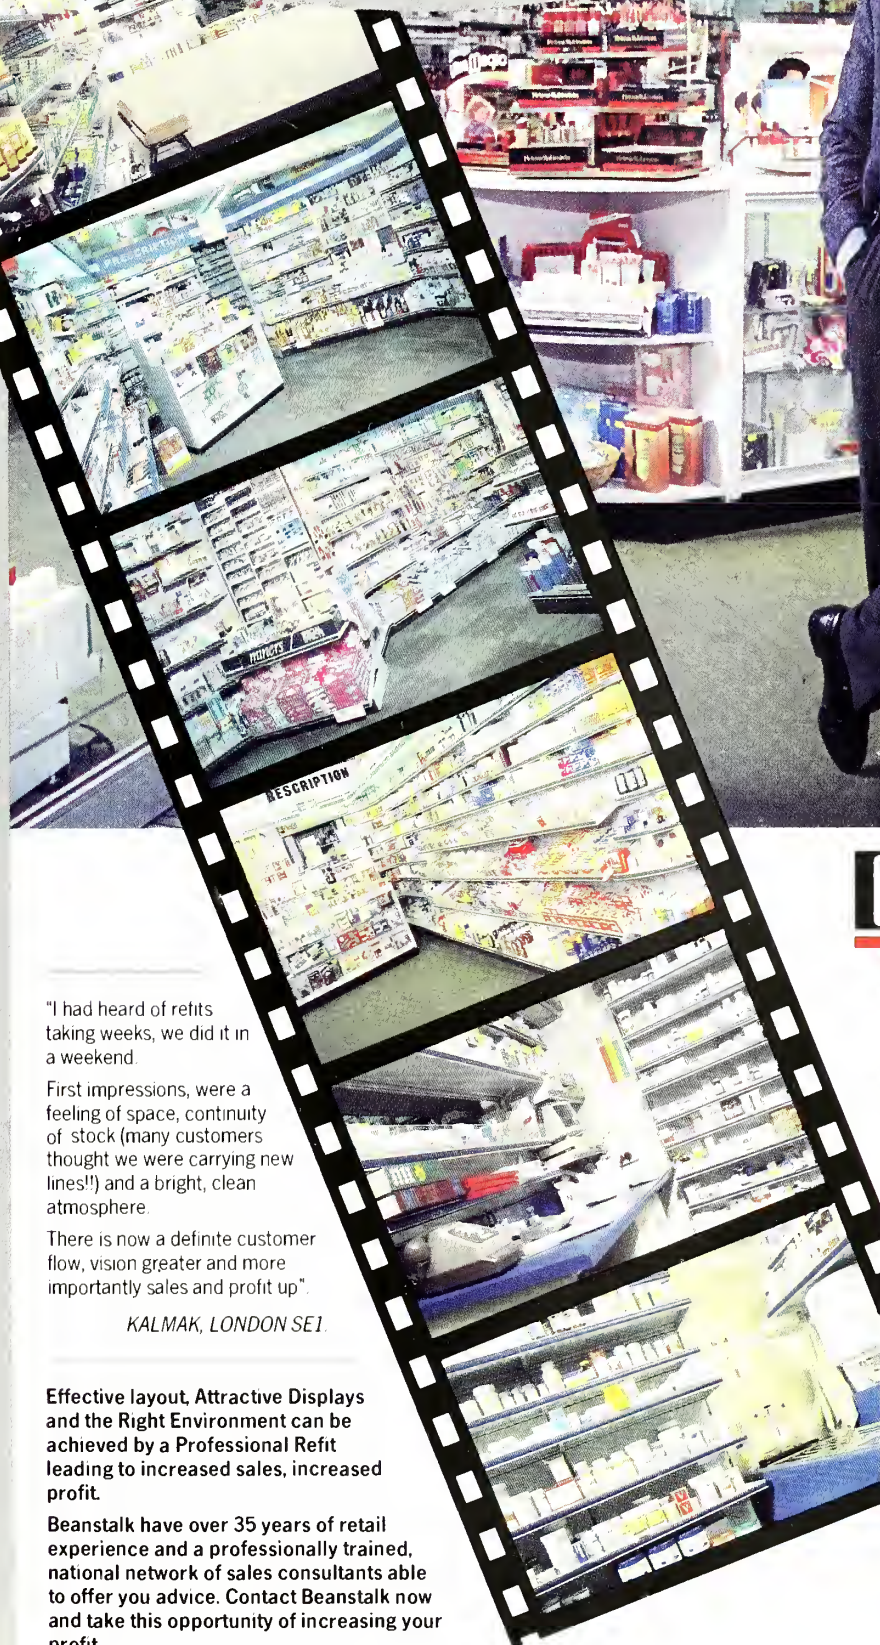 PRESCRIPTION
miners
RESCRIPTION
"I had heard of refits
taking weeks, we did it in
a weekend.
First impressions, were a
feeling of space, continuity
of stock (many customers
thought we were carrying new
lines!!) and a bright, clean
atmosphere.
There is now a definite customer
flow, vision greater and more
importantly sales and profit up".
KALMAK, LONDON SE1.
Effective layout, Attractive Displays
and the Right Environment can be
achieved by a Professional Refit
leading to increased sales, increased
profit.
Beanstalk have over 35 years of retail
experience and a professionally trained,
national network of sales consultants able
to offer you advice. Contact Beanstalk now
and take this opportunity of increasing your
profit